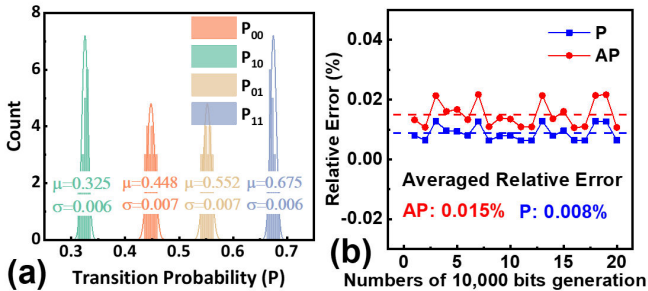 (a)
8
6
4
2
0
Count
P00
P10
P01
P11
μ=0.325
σ=0.006
μ=0.448
σ=0.007
μ=0.552
σ=0.007
μ=0.675
σ=0.006
0.3 0.4 0.5 0.6 0.7
Transition Probability (P)
(b)
0.04
0.02
0.00
-0.02
Relative Error (%)
P
AP
Averaged Relative Error
AP: 0.015% P: 0.008%
0 5 10 15 20
Numbers of 10,000 bits generation